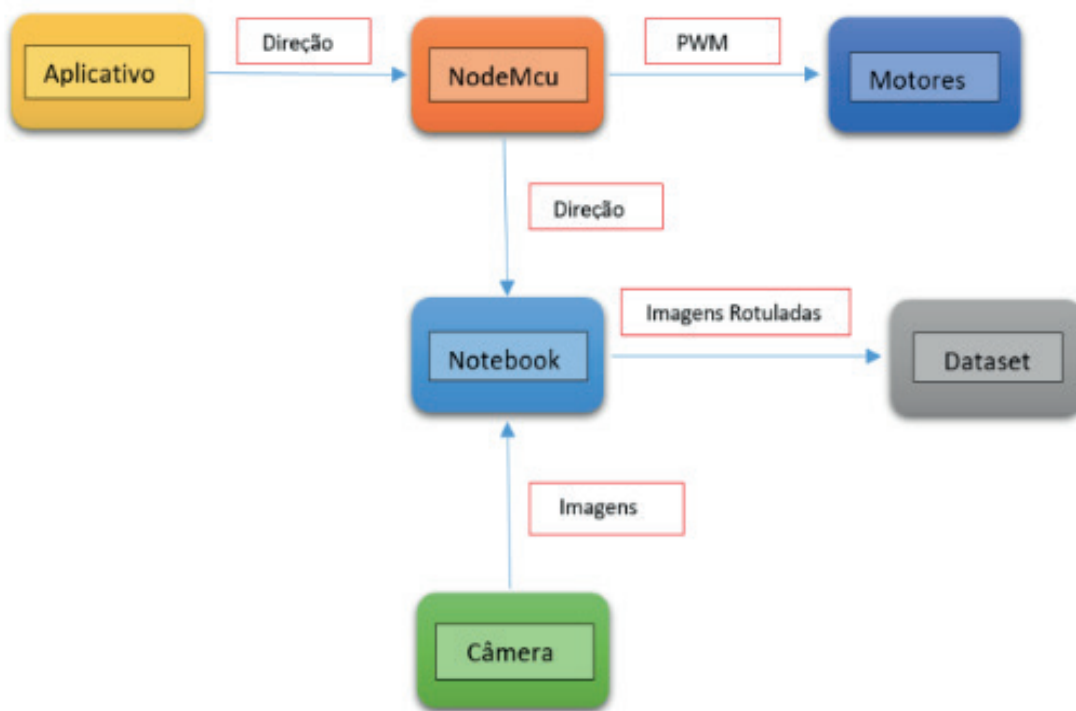 Aplicativo
Direção
NodeMcu
PWM
Motores
Direção
Notebook
Imagens Rotuladas
Dataset
Imagens
Câmera